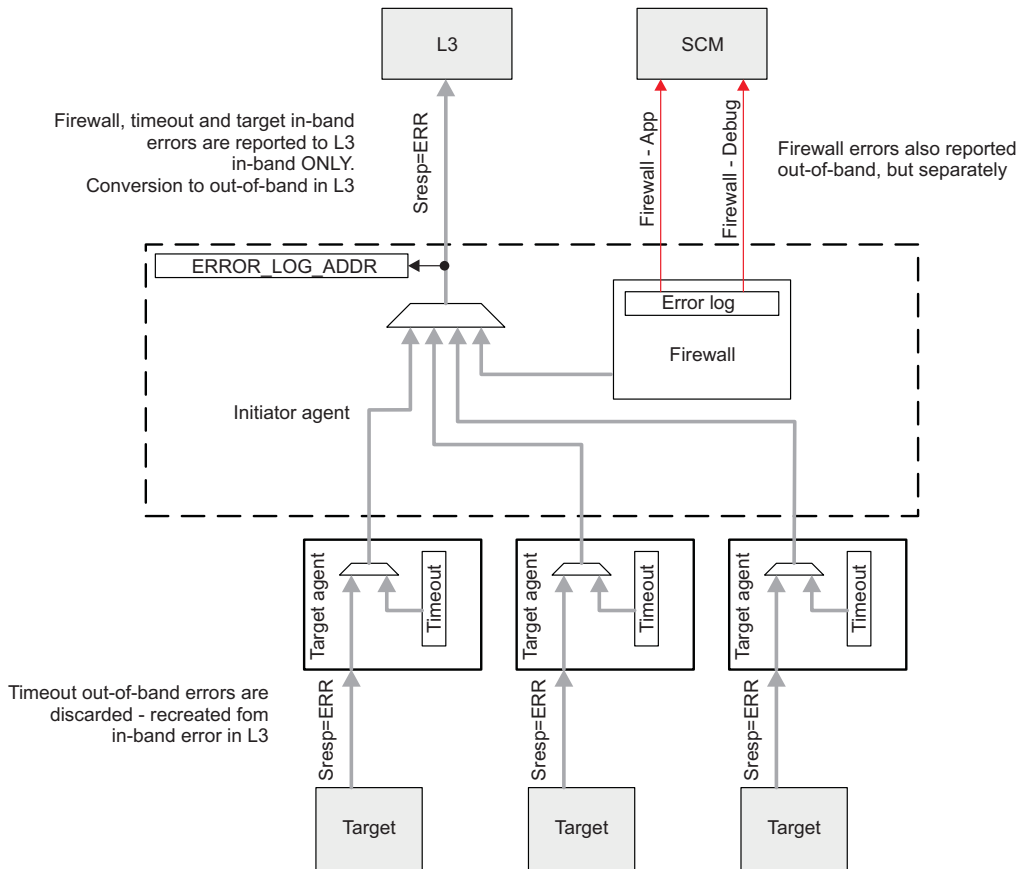 L3
SCM
Firewall, timeout and target in-band
errors are reported to L3
in-band ONLY.
Conversion to out-of-band in L3
Sresp=ERR
Firewall - App
Firewall - Debug
Firewall errors also reported
out-of-band, but separately
ERROR_LOG_ADDR
Error log
Firewall
Initiator agent
Target agent
Timeout
Target agent
Timeout
Target agent
Timeout
Timeout out-of-band errors are
discarded - recreated fom
in-band error in L3
Sresp=ERR
Sresp=ERR
Sresp=ERR
Target
Target
Target